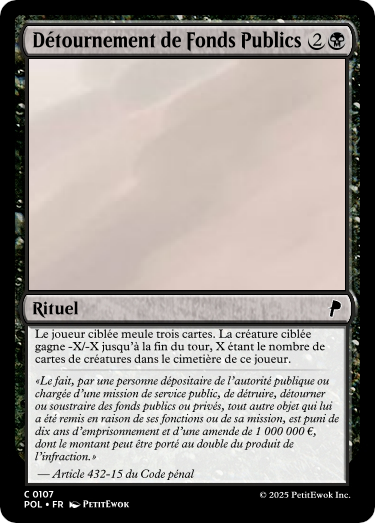 Détournement de Fonds Publics 2
Rituel
Le joueur ciblée meule trois cartes. La créature ciblée
gagne -X/-X jusqu'à la fin du tour, X étant le nombre de
cartes de créatures dans le cimetière de ce joueur.
«Le fait, par une personne dépositaire de l'autorité publique ou
chargée d'une mission de service public, de détruire, détourner
ou soustraire des fonds publics ou privés, tout autre objet qui lui
a été remis en raison de ses fonctions ou de sa mission, est puni de
dix ans d'emprisonnement et d'une amende de 1 000 000 €,
dont le montant peut être porté au double du produit de
l'infraction.»
— Article 432-15 du Code pénal
C 0107
POL • FR PetitEwok
© 2025 PetitEwok Inc.